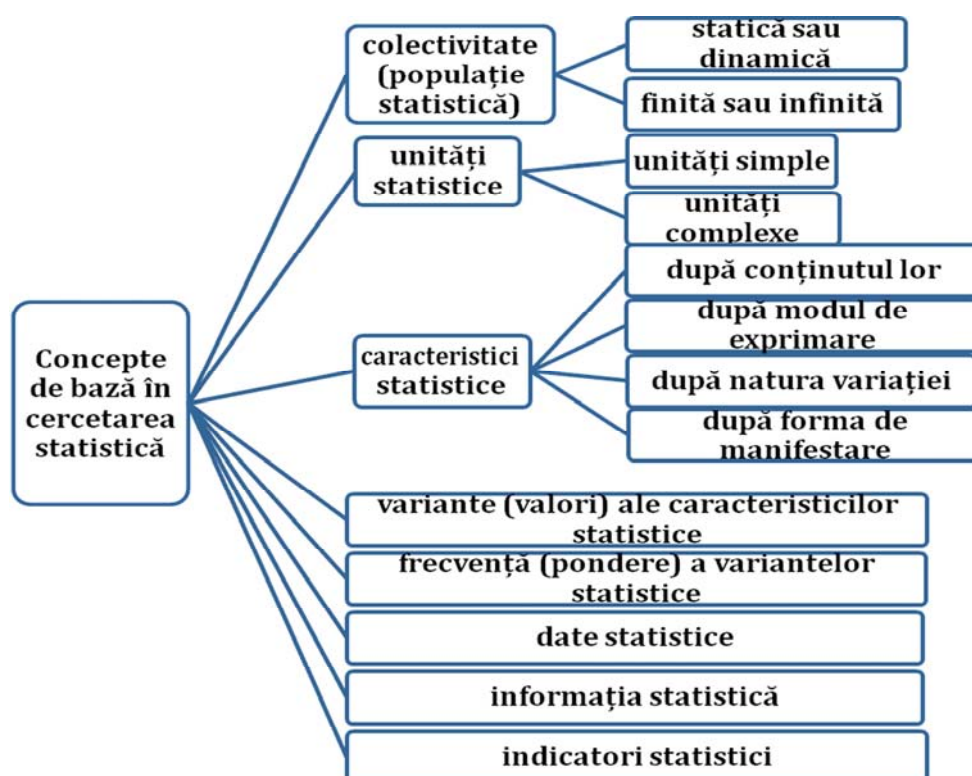 Concepte
de bază în
cercetarea
statistică
colectivitate
(populație
statistică)
statică sau
dinamică
finită sau infinită
unități
statistice
unități simple
unități
complexe
caracteristici
statistice
după conținutul lor
după modul de
exprimare
după natura variației
după forma de
manifestare
variante (valori) ale caracteristicilor
statistice
frecvență (pondere) a variantelor
statistice
date statistice
informația statistică
indicatori statistici